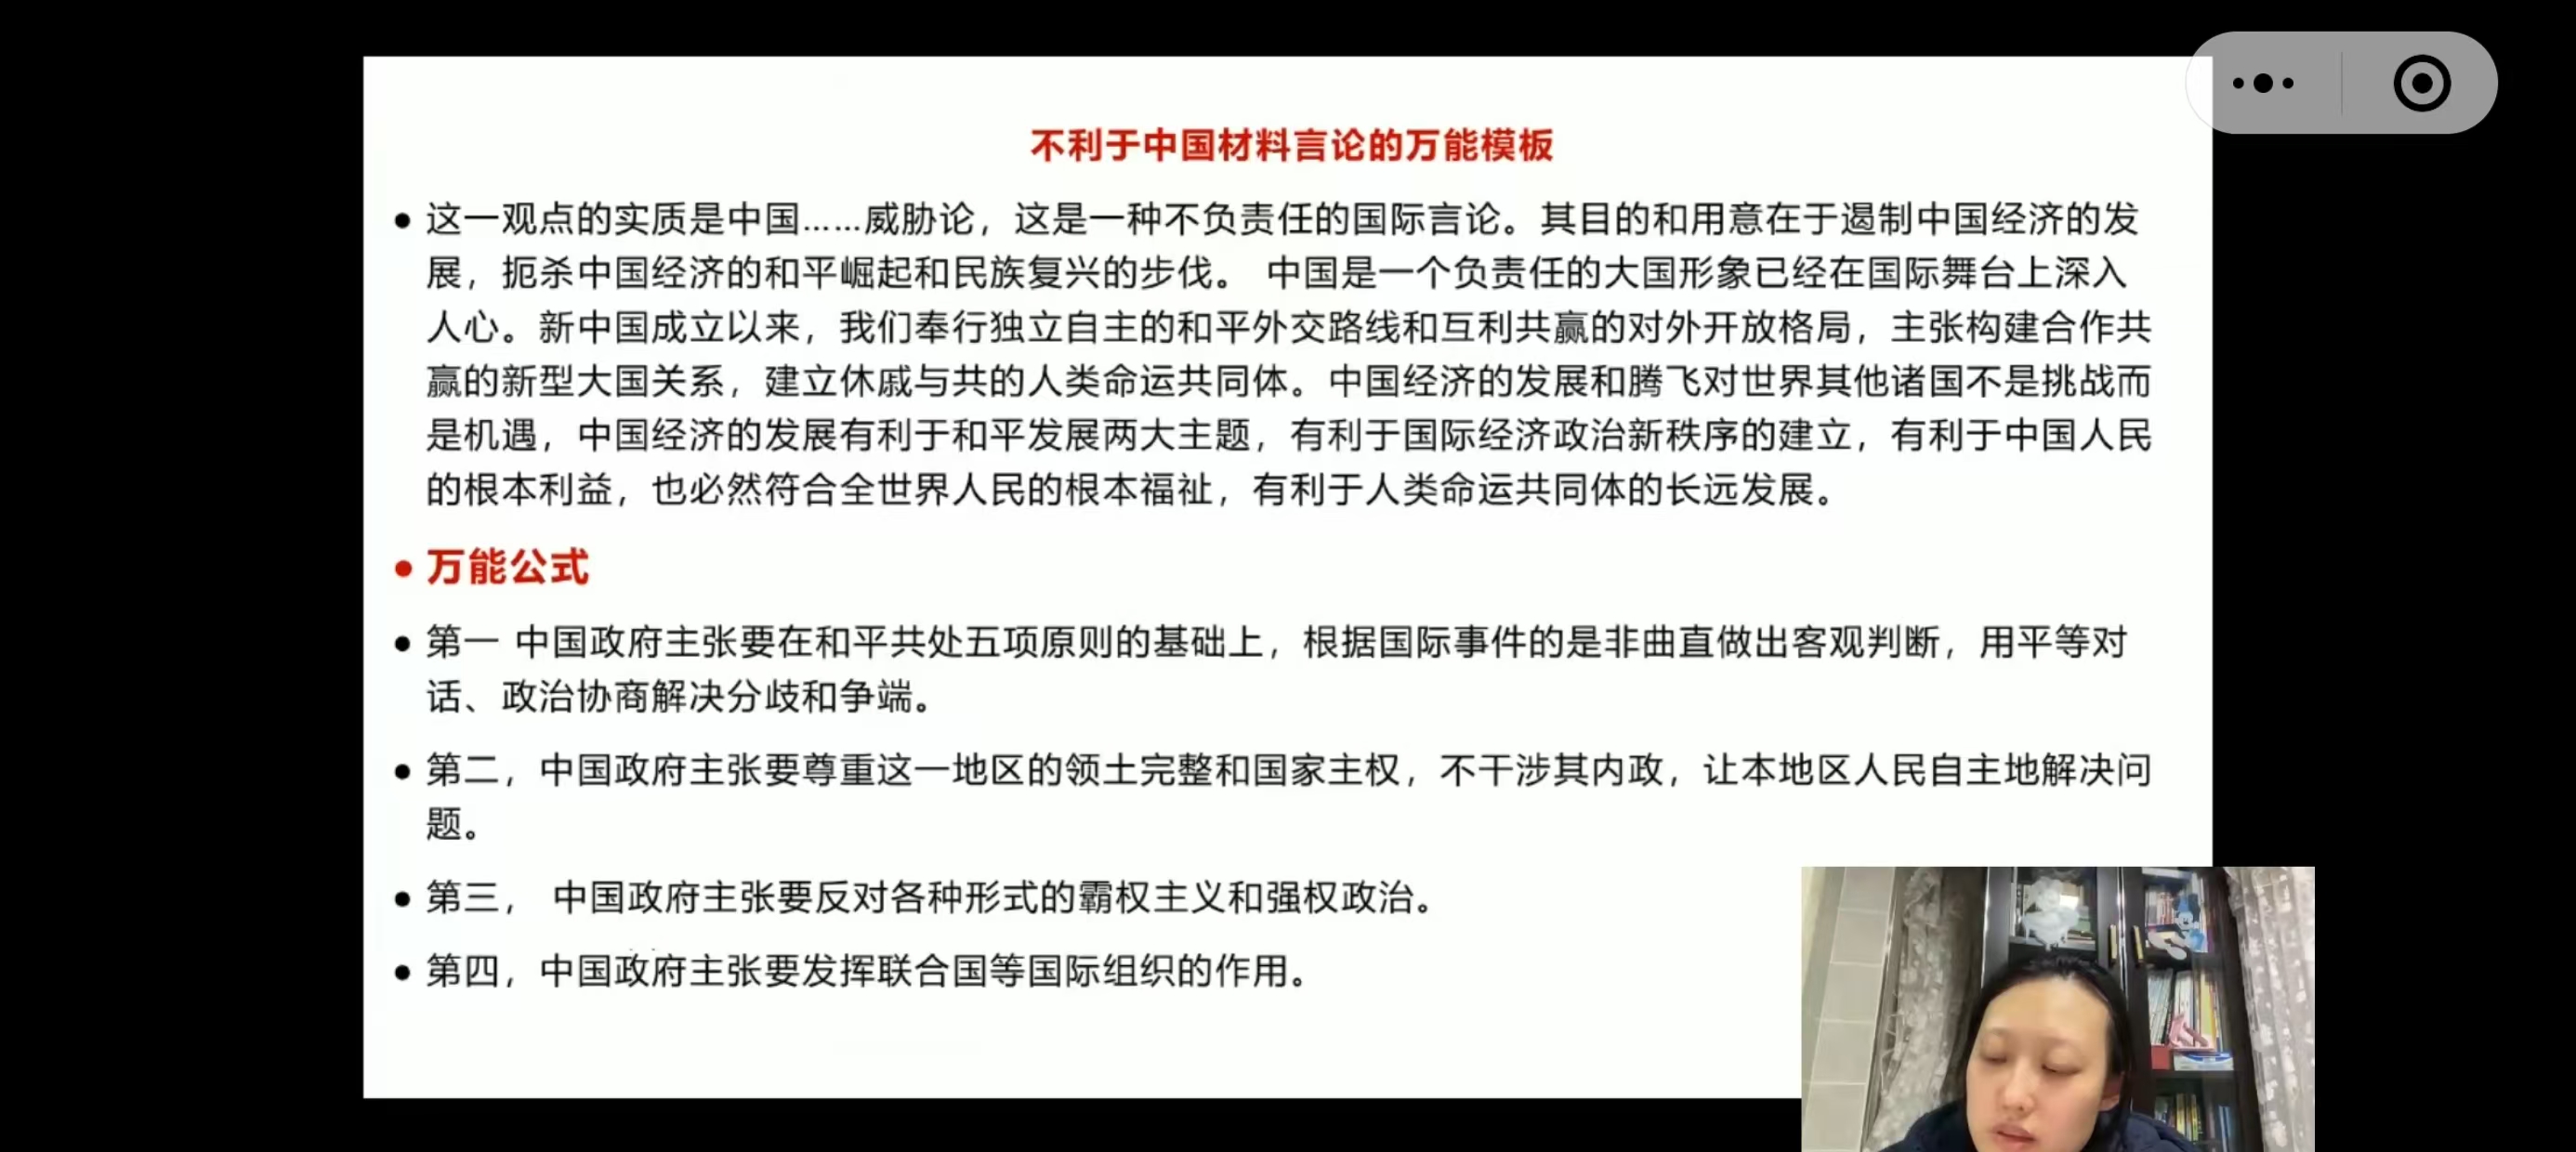 不利于中国材料言论的万能模板
● 这一观点的实质是中国……威胁论，这是一种不负责任的国际言论。其目的和用意在于遏制中国经济的发
展，扼杀中国经济的和平崛起和民族复兴的步伐。 中国是一个负责任的大国形象已经在国际舞台上深入
人心。新中国成立以来，我们奉行独立自主的和平外交路线和互利共赢的对外开放格局，主张构建合作共
赢的新型大国关系，建立休戚与共的人类命运共同体。中国经济的发展和腾飞对世界其他诸国不是挑战而
是机遇，中国经济的发展有利于和平发展两大主题，有利于国际经济政治新秩序的建立，有利于中国人民
的根本利益，也必然符合全世界人民的根本福祉，有利于人类命运共同体的长远发展。
● 万能公式
● 第一 中国政府主张要在和平共处五项原则的基础上，根据国际事件的是非曲直做出客观判断，用平等对
话、政治协商解决分歧和争端。
● 第二，中国政府主张要尊重这一地区的领土完整和国家主权，不干涉其内政，让本地区人民自主地解决问
题。
● 第三， 中国政府主张要反对各种形式的霸权主义和强权政治。
● 第四，中国政府主张要发挥联合国等国际组织的作用。